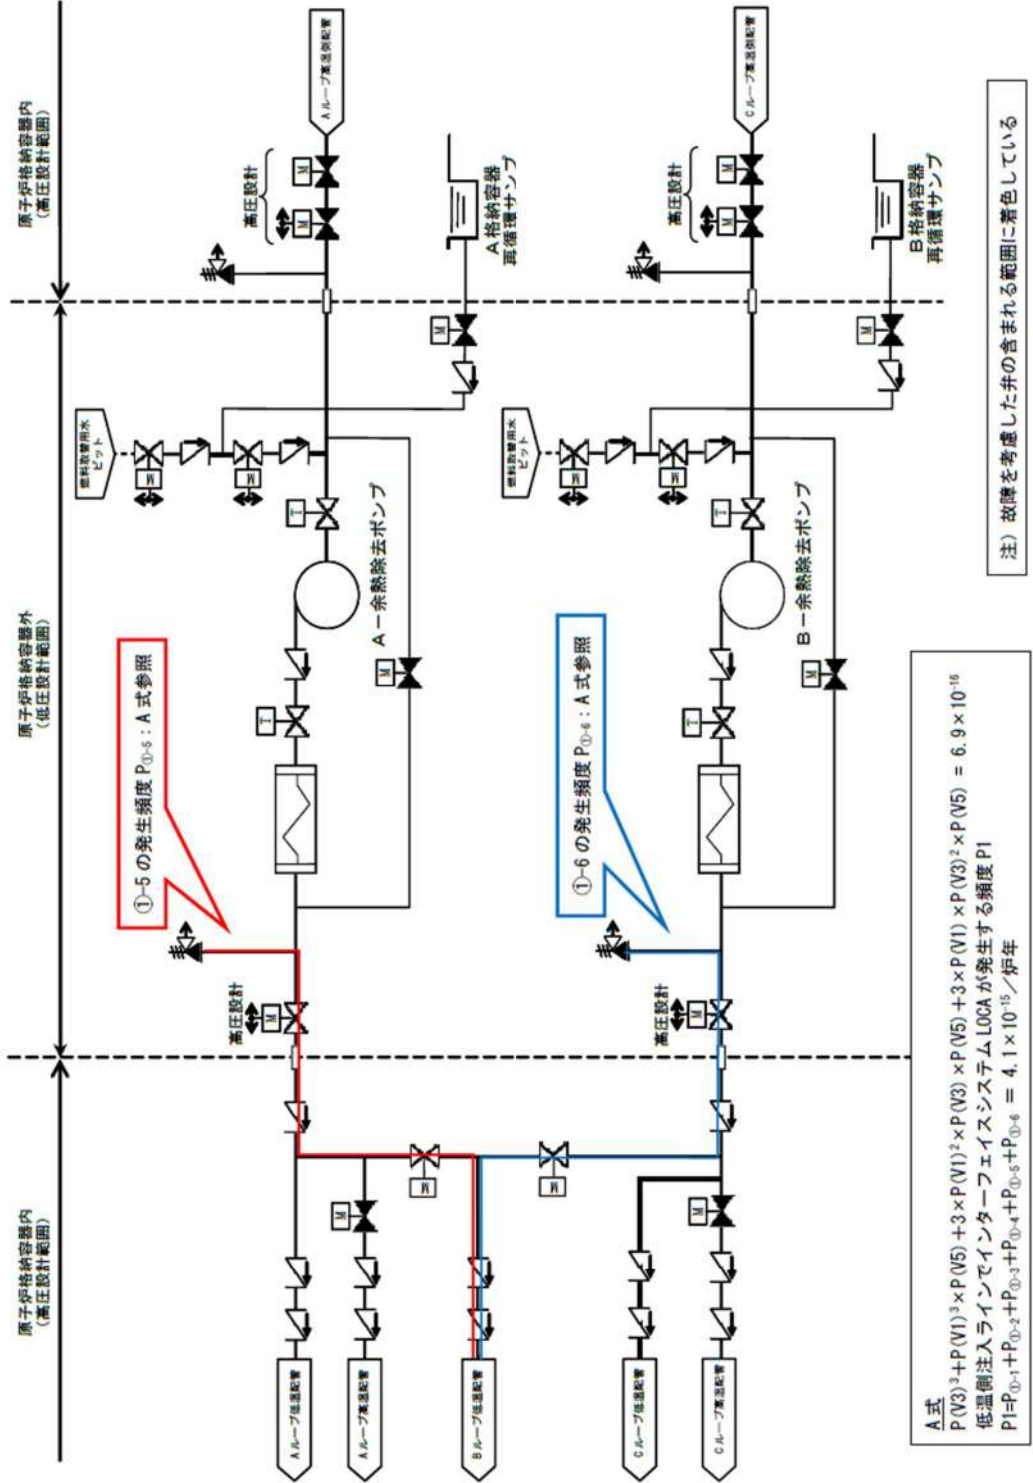 原子炉格納容器内
(高圧設計範囲)
原子炉格納容器外
(低圧設計範囲)
原子炉格納容器内
(高圧設計範囲)
①-5 の発生頻度 P①-5:A 式参照
燃料取替用水
ピット
高圧設計
M
M
T
T
M
M
高圧設計
M
M
Aループ高温側配管
A格納容器
再循環サンプ
A-余熱除去ポンプ
M
M
M
Aループ低温配管
Aループ高温配管
M
M
Bループ低温配管
M
①-6 の発生頻度 P①-6:A 式参照
燃料取替用水
ピット
高圧設計
M
M
T
T
M
M
高圧設計
M
M
Cループ高温側配管
B格納容器
再循環サンプ
B-余熱除去ポンプ
M
M
Cループ低温配管
Cループ高温配管
M
注) 故障を考慮した弁の含まれる範囲に着色している
A式
P(V3)³+P(V1)³×P(V5)+3×P(V1)²×P(V3)×P(V5)+3×P(V1)×P(V3)²×P(V5) = 6.9×10⁻¹⁶
低温側注入ラインでインターフェイスシステムLOCAが発生する頻度P1
P1=P①-1+P①-2+P①-3+P①-4+P①-5+P①-6 = 4.1×10⁻¹⁵/炉年